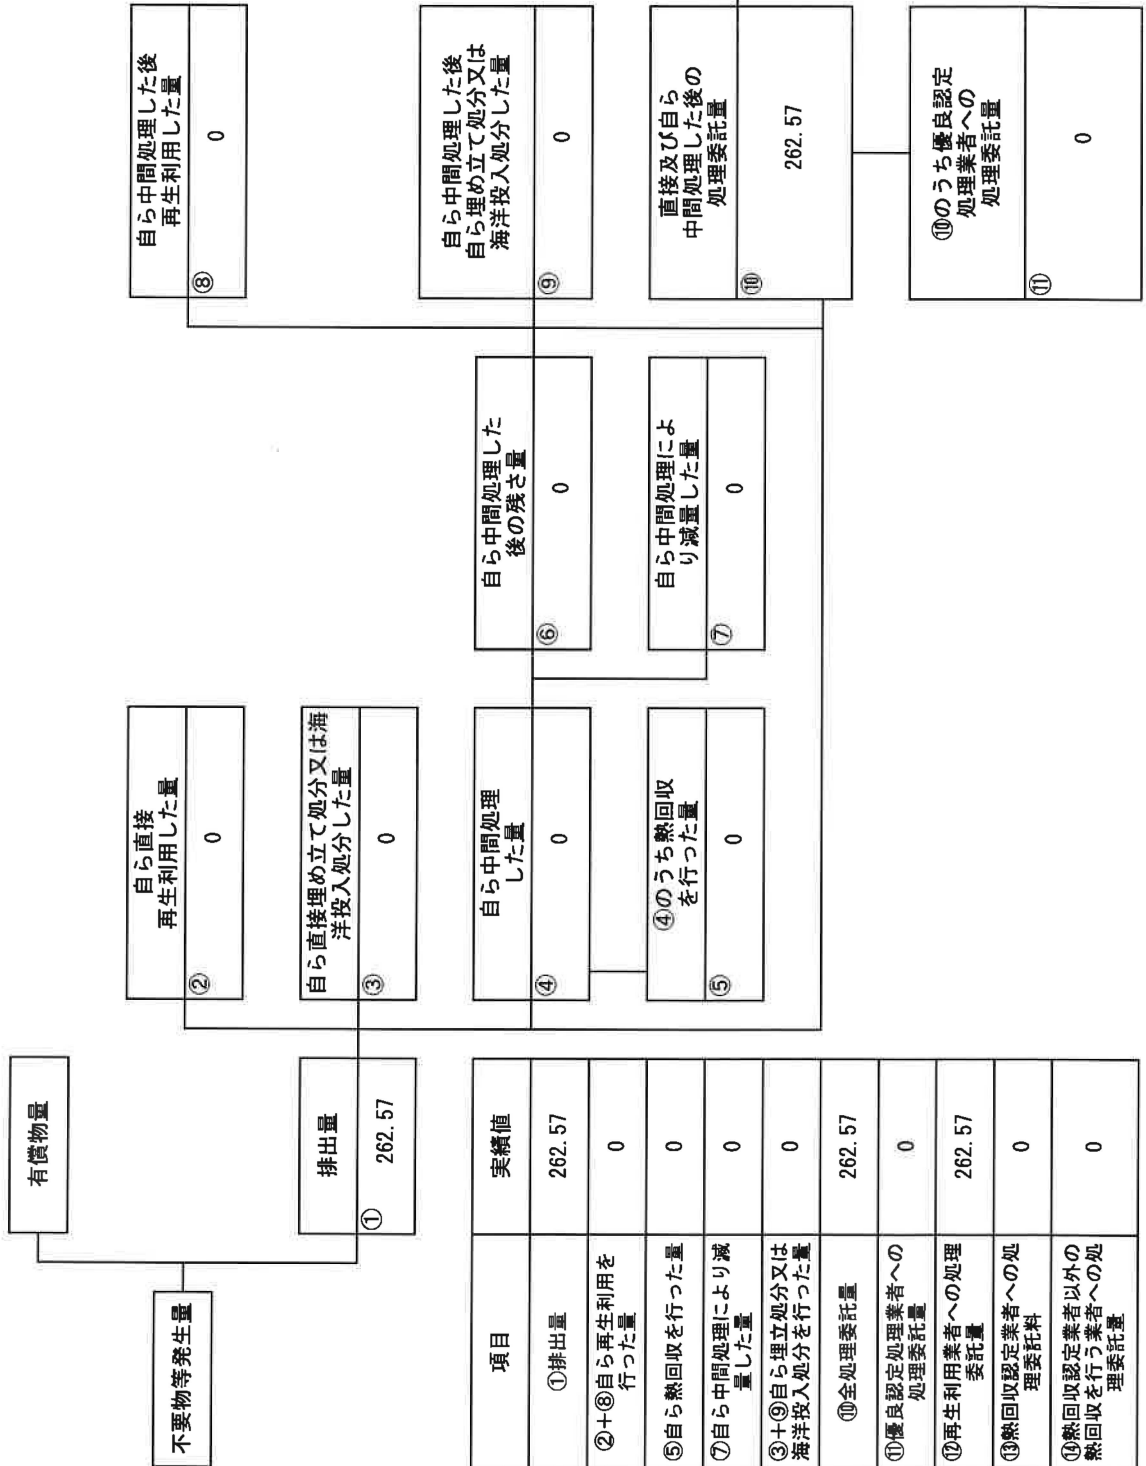 不要物等発生量
有償物量
排出量
①
262.57
自ら直接
再生利用した量
②
0
自ら直接埋め立て処分又は海
洋投入処分した量
③
0
自ら中間処理
した量
④
0
④のうち熱回収
を行った量
⑤
0
自ら中間処理した
後の残さ量
⑥
0
自ら中間処理によ
り減量した量
⑦
0
自ら中間処理した後
再生利用した量
⑧
0
自ら中間処理した後
自ら埋め立て処分又は
海洋投入処分した量
⑨
0
直接及び自ら
中間処理した後の
処理委託量
⑩
262.57
⑩のうち優良認定
処理業者への
処理委託量
⑪
0
項目 実績値
①排出量 262.57
②+⑧自ら再生利用を
行った量 0
⑤自ら熱回収を行った量 0
⑦自ら中間処理により減
量した量 0
③+⑨自ら埋立処分又は
海洋投入処分を行った量 0
⑩全処理委託量 262.57
⑪優良認定処理業者への
処理委託量 0
⑫再生利用業者への処理
委託量 262.57
⑬熱回収認定業者への処
理委託料 0
⑭熱回収認定業者以外の
熱回収を行う業者への処
理委託量 0